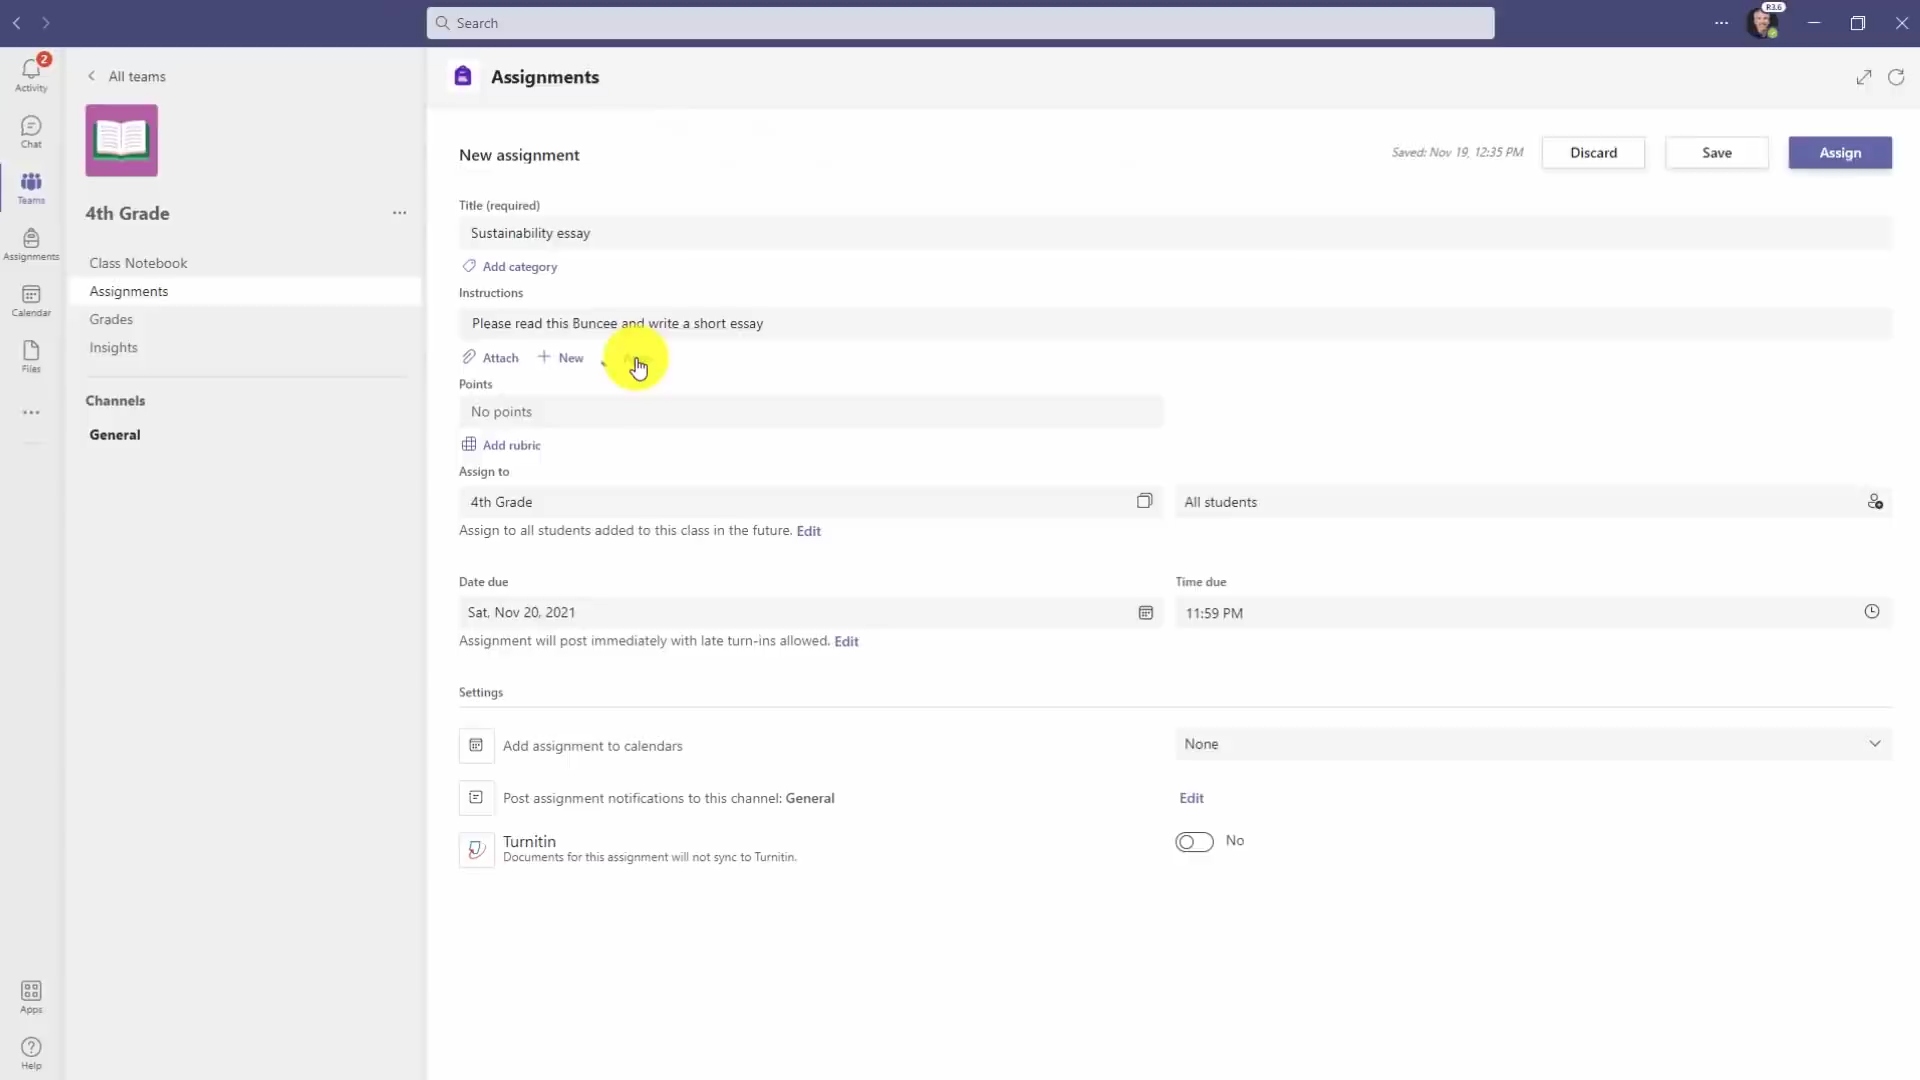 Search
R3.6
2
Activity
Chat
Teams
Assignments
Calendar
Files
Apps
Help
All teams
4th Grade
Class Notebook
Assignments
Grades
Insights
Channels
General
Assignments
New assignment
Saved: Nov 19, 12:35 PM
Discard
Save
Assign
Title (required)
Sustainability essay
Add category
Instructions
Please read this Buncee and write a short essay
Attach
New
Points
No points
Add rubric
Assign to
4th Grade
All students
Assign to all students added to this class in the future. Edit
Date due
Time due
Sat, Nov 20, 2021
11:59 PM
Assignment will post immediately with late turn-ins allowed. Edit
Settings
Add assignment to calendars
None
Post assignment notifications to this channel: General
Edit
Turnitin
No
Documents for this assignment will not sync to Turnitin.